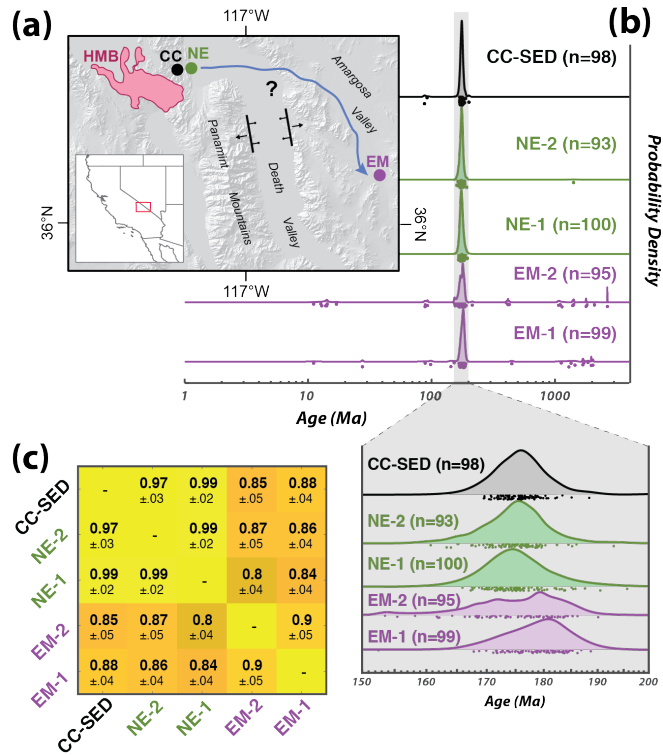 (a)
117°W
HMB
CC
NE
Amargosa
Valley
?
EM
Panamint
Mountains
Death
Valley
36°N
36°N
117°W
(b)
CC-SED (n=98)
NE-2 (n=93)
NE-1 (n=100)
EM-2 (n=95)
EM-1 (n=99)
Probability Density
1
10
100
1000
Age (Ma)
CC-SED (n=98)
NE-2 (n=93)
NE-1 (n=100)
EM-2 (n=95)
EM-1 (n=99)
150
160
170
180
190
200
Age (Ma)
(c)
CC-SED
-
0.97 ±.03
0.99 ±.02
0.85 ±.05
0.88 ±.04
NE-2
0.97 ±.03
-
0.99 ±.02
0.87 ±.05
0.86 ±.04
NE-1
0.99 ±.02
0.99 ±.02
-
0.8 ±.04
0.84 ±.04
EM-2
0.85 ±.05
0.87 ±.05
0.8 ±.04
-
0.9 ±.05
EM-1
0.88 ±.04
0.86 ±.04
0.84 ±.04
0.9 ±.05
-
CC-SED
NE-2
NE-1
EM-2
EM-1